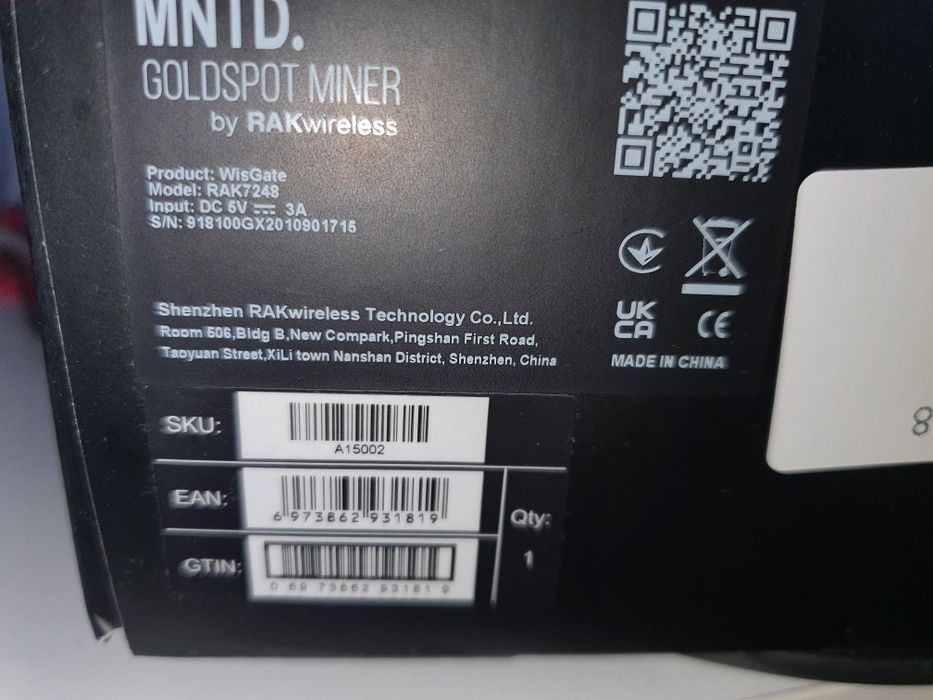 MNTD.
GOLDSPOT MINER
by RAKwireless
Product: WisGate
Model: RAK7248
Input: DC 5V ⎓ 3A
S/N: 918100GX2010901715
Shenzhen RAKwireless Technology Co.,Ltd.
Room 506,Bldg B,New Compark,Pingshan First Road,
Taoyuan Street,XiLi town Nanshan District, Shenzhen, China
UK
CA
CE
MADE IN CHINA
SKU:
A15002
EAN:
6 973862 931819
GTIN:
0 69 73862 93181 9
Qty:
1
8